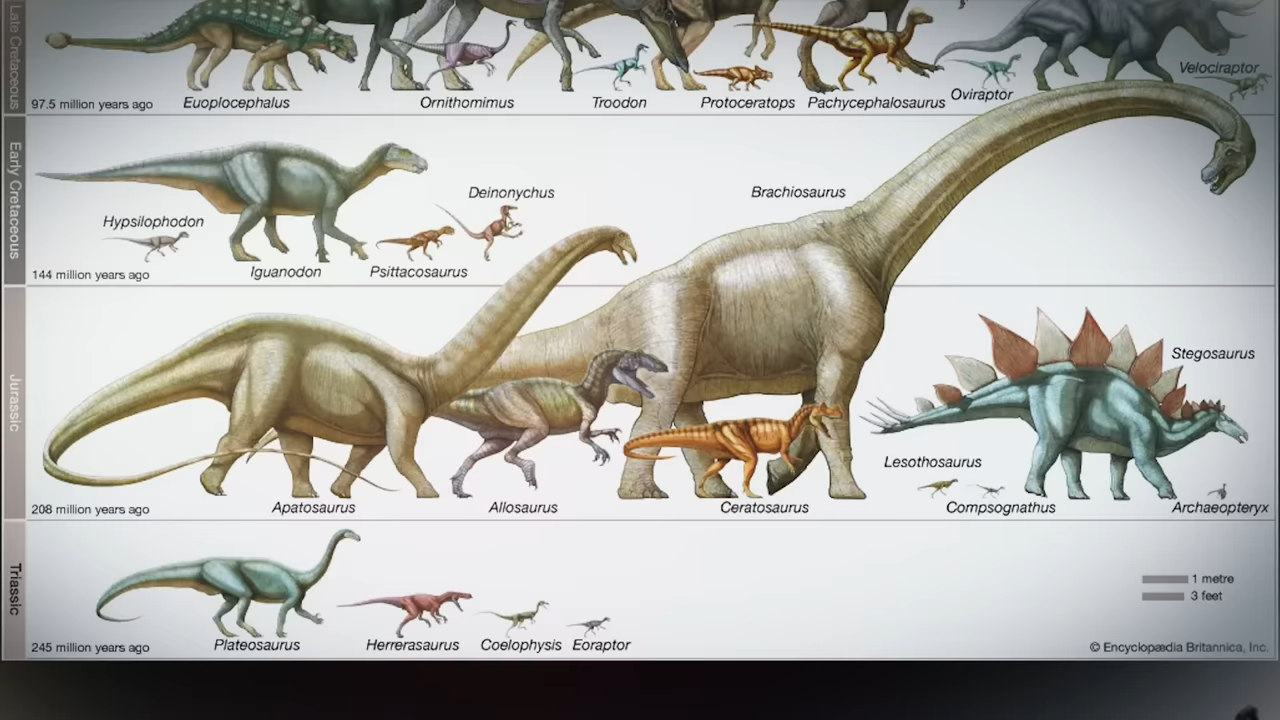 Late Cretaceous
97.5 million years ago
Euoplocephalus
Ornithomimus
Troodon
Protoceratops
Pachycephalosaurus
Oviraptor
Velociraptor
Early Cretaceous
Hypsilophodon
Deinonychus
Brachiosaurus
144 million years ago
Iguanodon
Psittacosaurus
Jurassic
Stegosaurus
Lesothosaurus
208 million years ago
Apatosaurus
Allosaurus
Ceratosaurus
Compsognathus
Archaeopteryx
Triassic
1 metre
3 feet
245 million years ago
Plateosaurus
Herrerasaurus
Coelophysis
Eoraptor
© Encyclopædia Britannica, Inc.